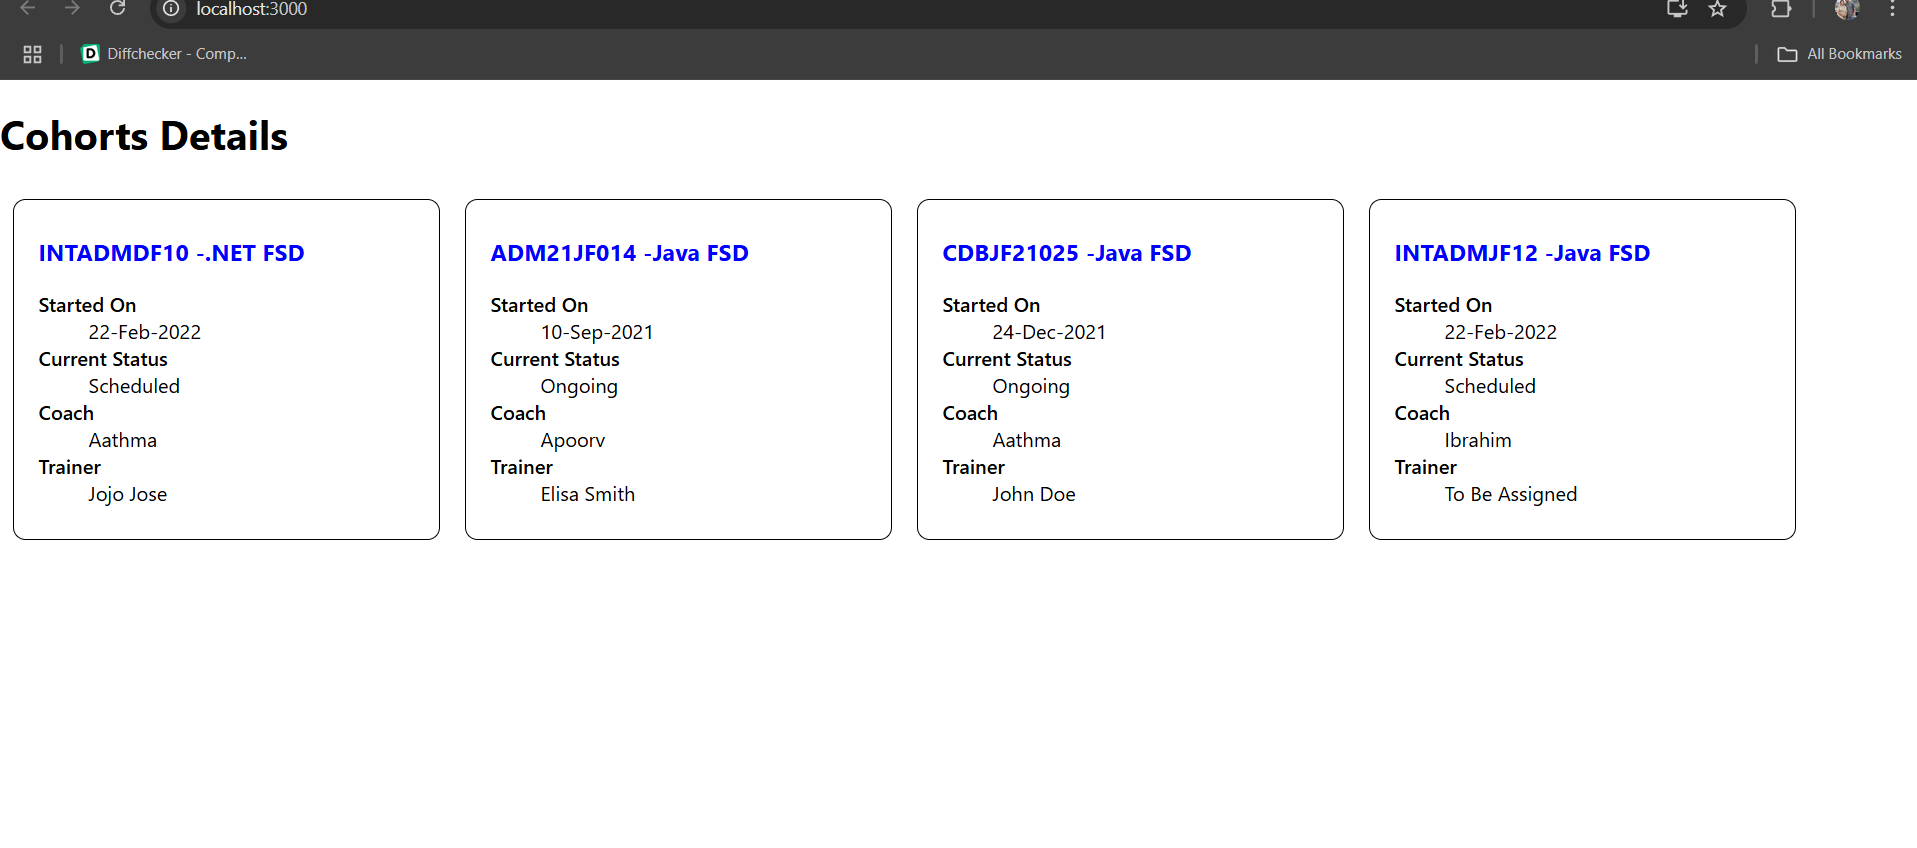 localhost:3000
Diffchecker - Comp...
All Bookmarks
Cohorts Details
INTADMDF10 -.NET FSD
Started On
22-Feb-2022
Current Status
Scheduled
Coach
Aathma
Trainer
Jojo Jose
ADM21JF014 -Java FSD
Started On
10-Sep-2021
Current Status
Ongoing
Coach
Apoorv
Trainer
Elisa Smith
CDBJF21025 -Java FSD
Started On
24-Dec-2021
Current Status
Ongoing
Coach
Aathma
Trainer
John Doe
INTADMJF12 -Java FSD
Started On
22-Feb-2022
Current Status
Scheduled
Coach
Ibrahim
Trainer
To Be Assigned